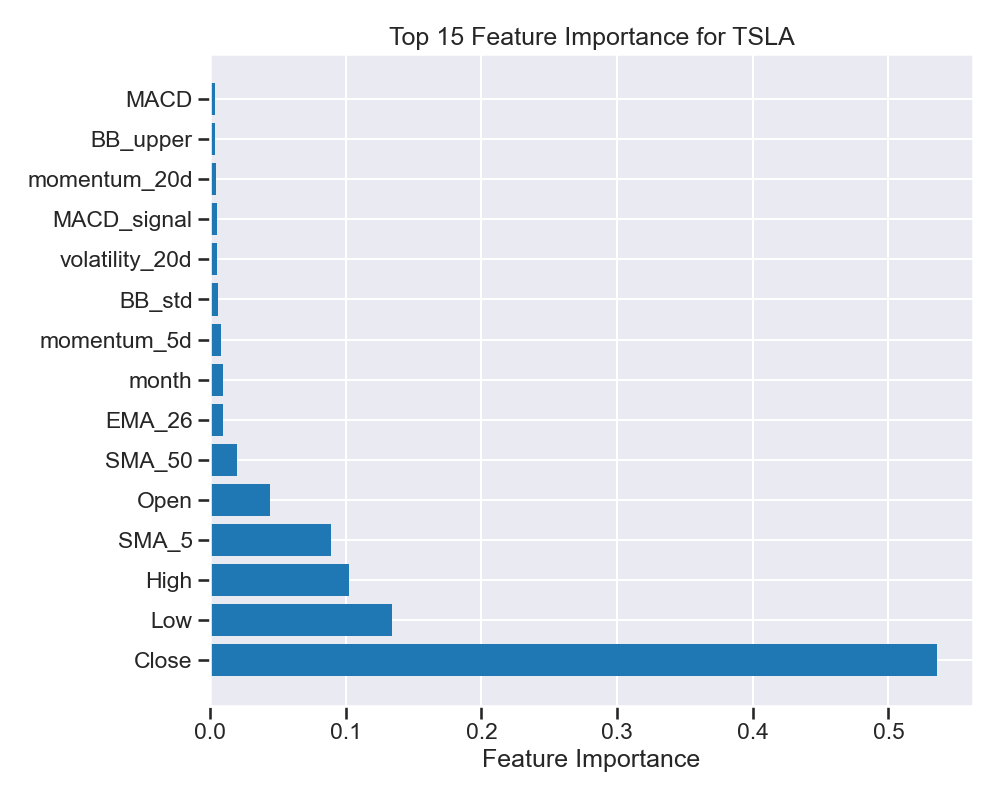 Top 15 Feature Importance for TSLA
MACD
BB_upper
momentum_20d
MACD_signal
volatility_20d
BB_std
momentum_5d
month
EMA_26
SMA_50
Open
SMA_5
High
Low
Close
0.0 0.1 0.2 0.3 0.4 0.5
Feature Importance